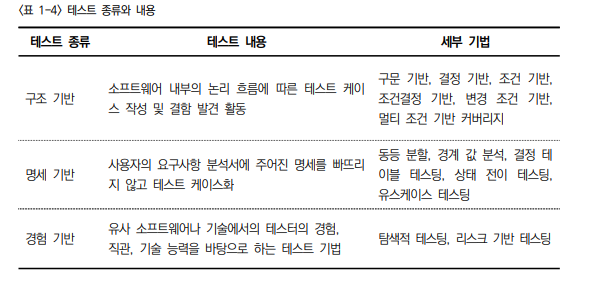 <표 1-4> 테스트 종류와 내용
테스트 종류 테스트 내용 세부 기법
구조 기반
소프트웨어 내부의 논리 흐름에 따른 테스트 케이
스 작성 및 결함 발견 활동
구문 기반, 결정 기반, 조건 기반,
조건결정 기반, 변경 조건 기반,
멀티 조건 기반 커버리지
명세 기반
사용자의 요구사항 분석서에 주어진 명세를 빠뜨리
지 않고 테스트 케이스화
동등 분할, 경계 값 분석, 결정 테
이블 테스팅, 상태 전이 테스팅,
유스케이스 테스팅
경험 기반
유사 소프트웨어나 기술에서의 테스터의 경험,
직관, 기술 능력을 바탕으로 하는 테스트 기법
탐색적 테스팅, 리스크 기반 테스팅